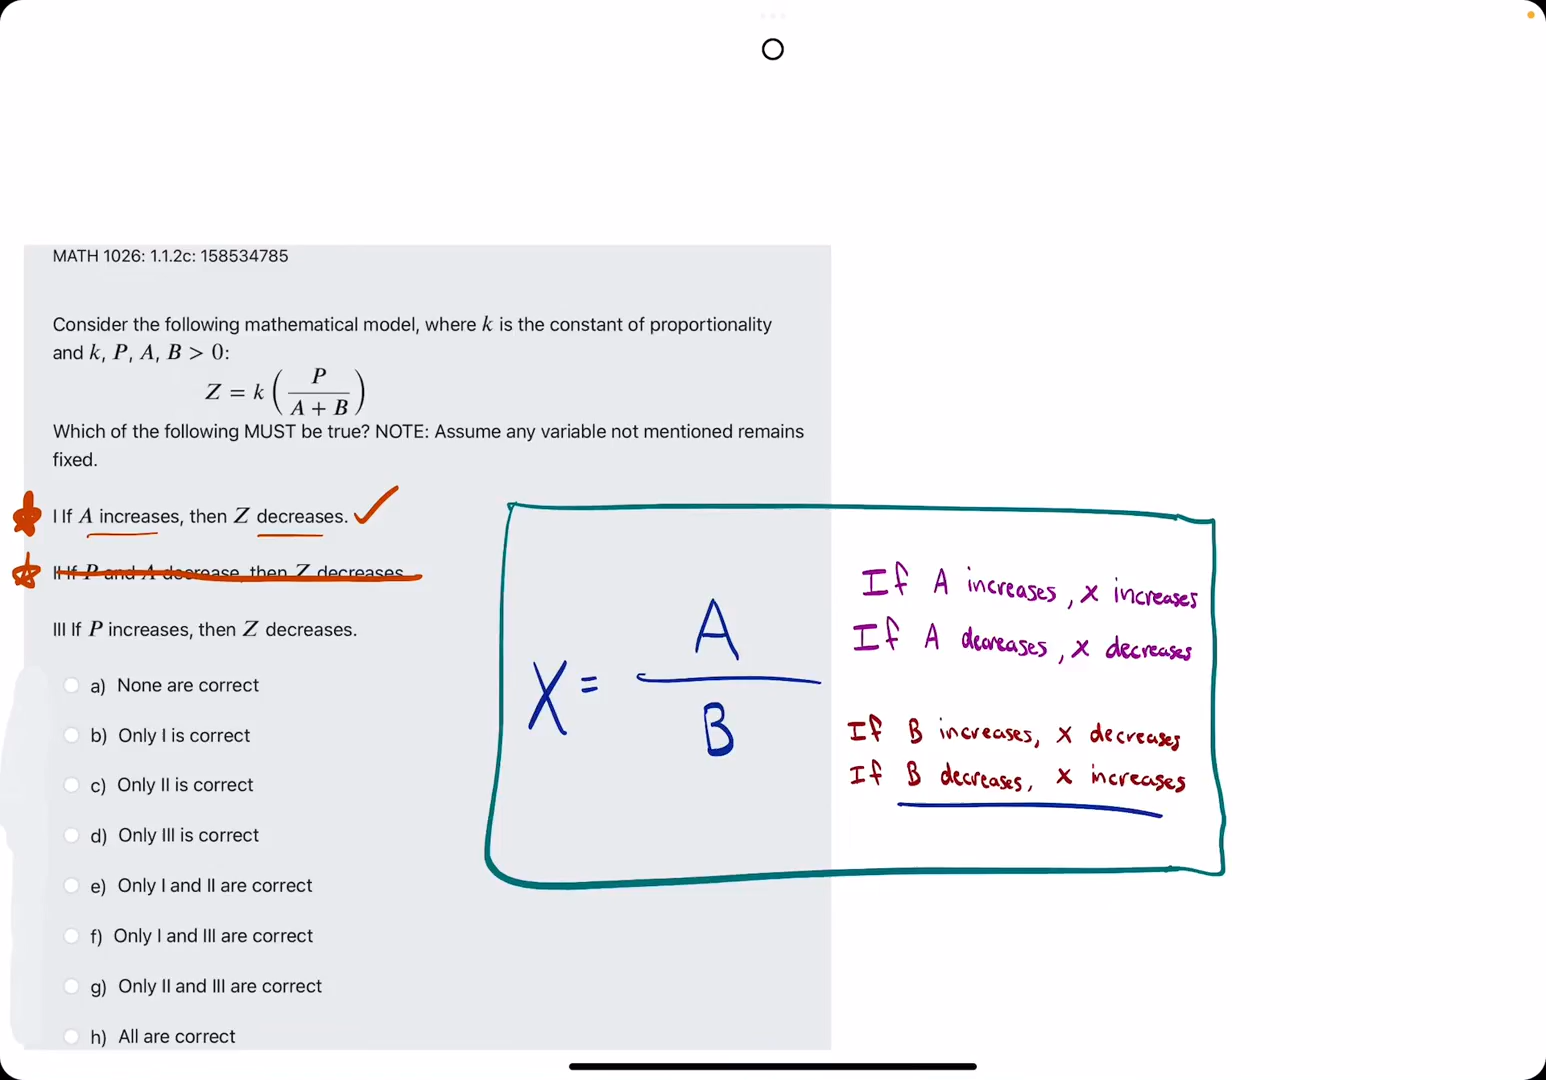 MATH 1026: 1.1.2c: 158534785
Consider the following mathematical model, where k is the constant of proportionality
and k, P, A, B > 0:
Z = k ( P / A + B )
Which of the following MUST be true? NOTE: Assume any variable not mentioned remains
fixed.
I If A increases, then Z decreases. ✓
II If P and A decrease, then Z decreases.
III If P increases, then Z decreases.
a) None are correct
b) Only I is correct
c) Only II is correct
d) Only III is correct
e) Only I and II are correct
f) Only I and III are correct
g) Only II and III are correct
h) All are correct
X = A / B
If A increases, x increases
If A decreases, x decreases
If B increases, x decreases
If B decreases, x increases